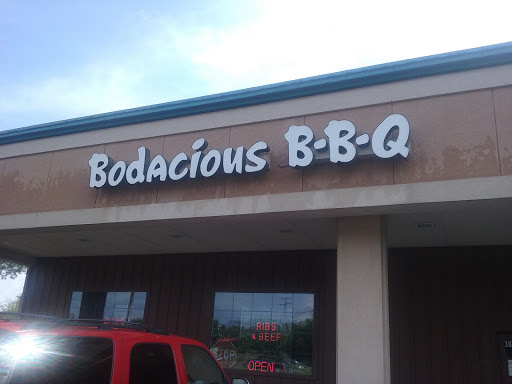 Bodacious B-B-Q
RIBS
& BEEF
OPEN